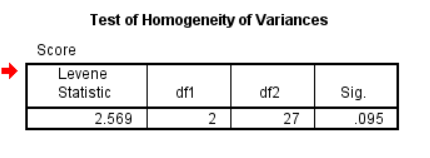 Test of Homogeneity of Variances
Score
Levene
Statistic df1 df2 Sig.
2.569 2 27 .095